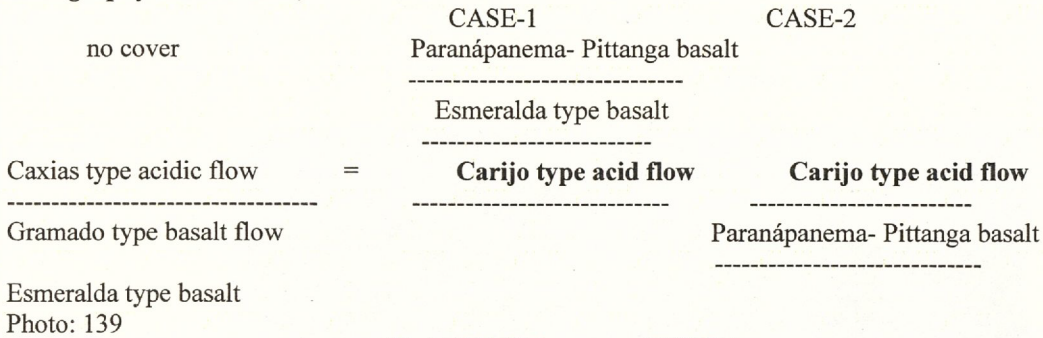 CASE-1 CASE-2
no cover Paranápanema- Pittanga basalt
-------------------------------
Esmeralda type basalt
--------------------------
Caxias type acidic flow = Carijo type acid flow Carijo type acid flow
----------------------------------- ----------------------------- -------------------------
Gramado type basalt flow Paranápanema- Pittanga basalt
------------------------------
Esmeralda type basalt
Photo: 139